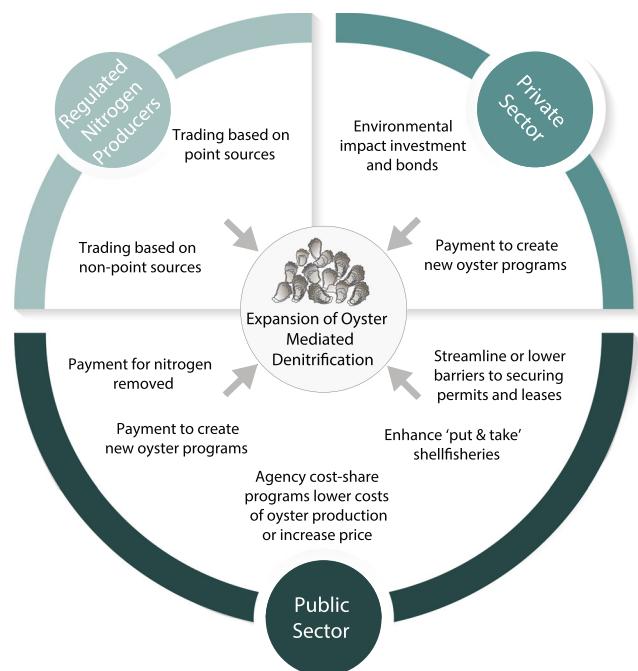 Regulated
Nitrogen
Producers
Trading based on
point sources
Trading based on
non-point sources
Private
Sector
Environmental
impact investment
and bonds
Payment to create
new oyster programs
Expansion of Oyster
Mediated
Denitrification
Payment for nitrogen
removed
Payment to create
new oyster programs
Agency cost-share
programs lower costs
of oyster production
or increase price
Streamline or lower
barriers to securing
permits and leases
Enhance ‘put & take’
shellfisheries
Public
Sector